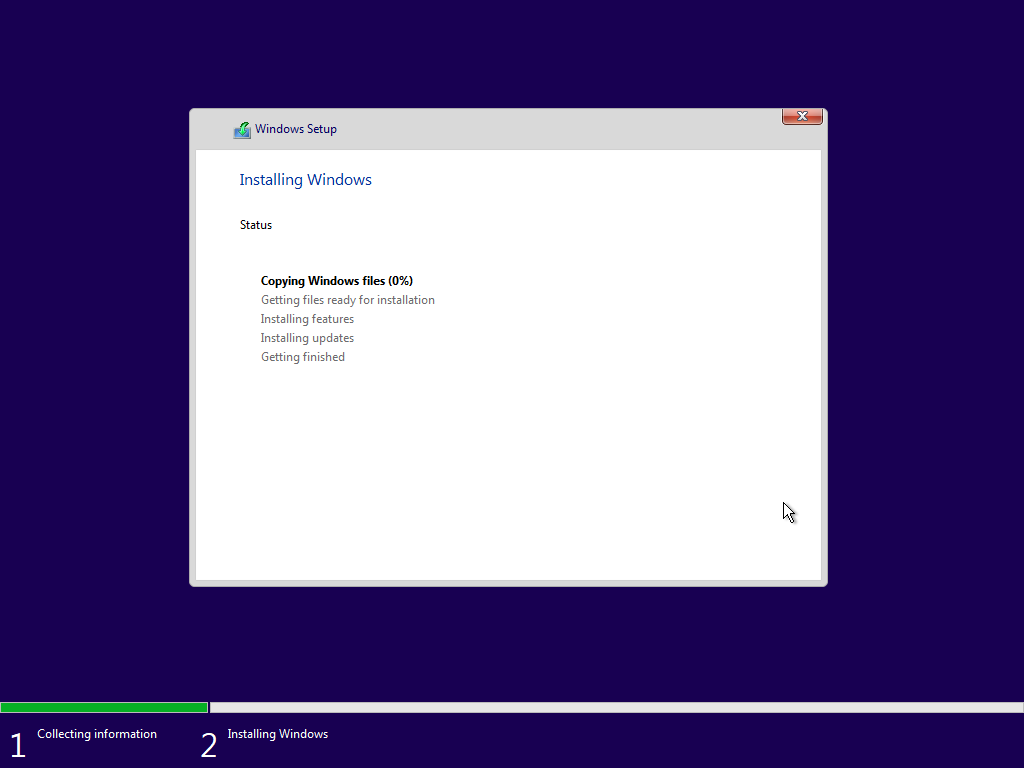 Windows Setup
Installing Windows
Status
Copying Windows files (0%)
Getting files ready for installation
Installing features
Installing updates
Getting finished
1 Collecting information
2 Installing Windows